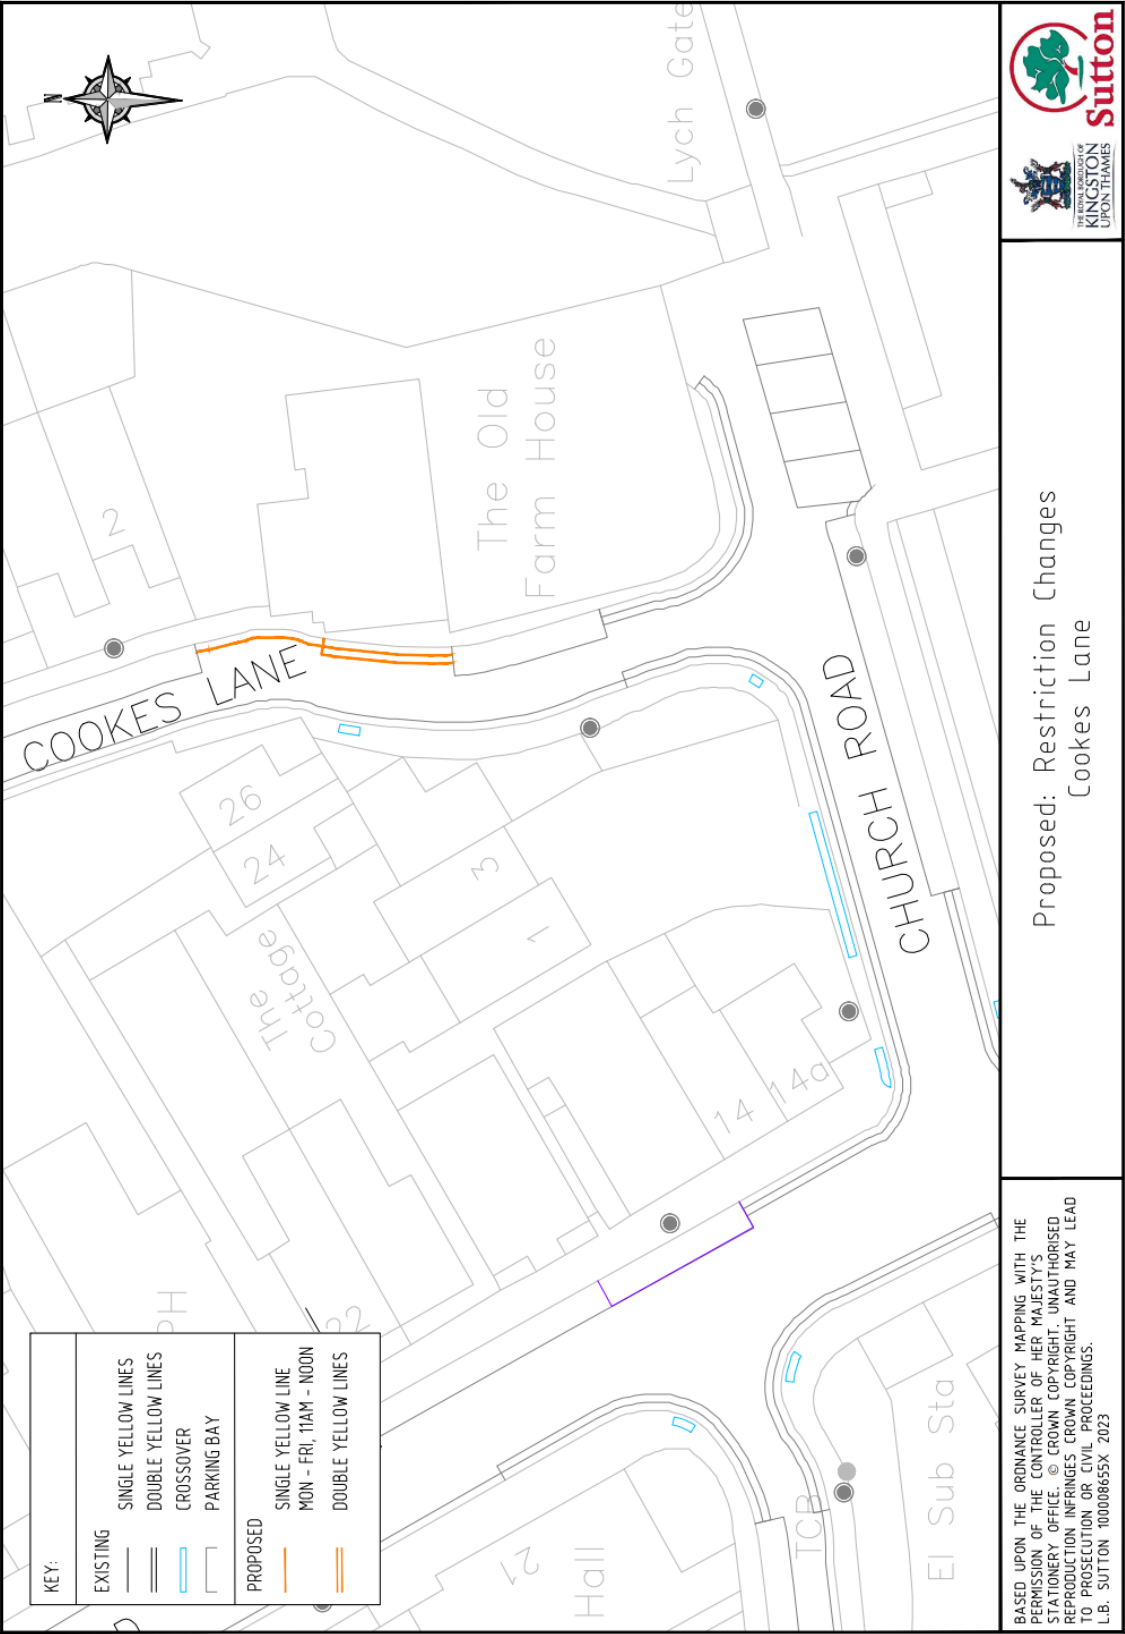 KEY:
EXISTING
SINGLE YELLOW LINES
DOUBLE YELLOW LINES
CROSSOVER
PARKING BAY
PROPOSED
SINGLE YELLOW LINE
MON - FRI, 11AM - NOON
DOUBLE YELLOW LINES
N
Lych Gate
2
The Old
Farm House
COOKES LANE
26
24
The
Cottage
3
1
CHURCH ROAD
14
14a
22
PH
21
Hall
TCB
El Sub Sta
BASED UPON THE ORDNANCE SURVEY MAPPING WITH THE
PERMISSION OF THE CONTROLLER OF HER MAJESTY'S
STATIONERY OFFICE. © CROWN COPYRIGHT. UNAUTHORISED
REPRODUCTION INFRINGES CROWN COPYRIGHT AND MAY LEAD
TO PROSECUTION OR CIVIL PROCEEDINGS.
L.B. SUTTON 100008655X 2023
Proposed: Restriction Changes
Cookes Lane
THE ROYAL BOROUGH OF
KINGSTON
UPON THAMES
Sutton